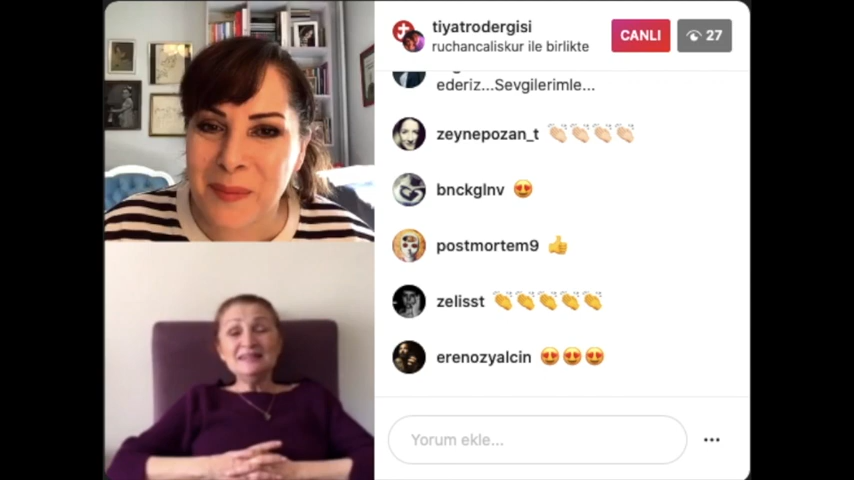 tiyatrodergisi
ruchancaliskur ile birlikte
CANLI
27
ederiz...Sevgilerimle...
zeynepozan_t 👏🏻👏🏻👏🏻👏🏻
bnckglnv 😍
postmortem9 👍
zelisst 👏👏👏👏👏
erenozyalcin 😍😍😍
Yorum ekle...